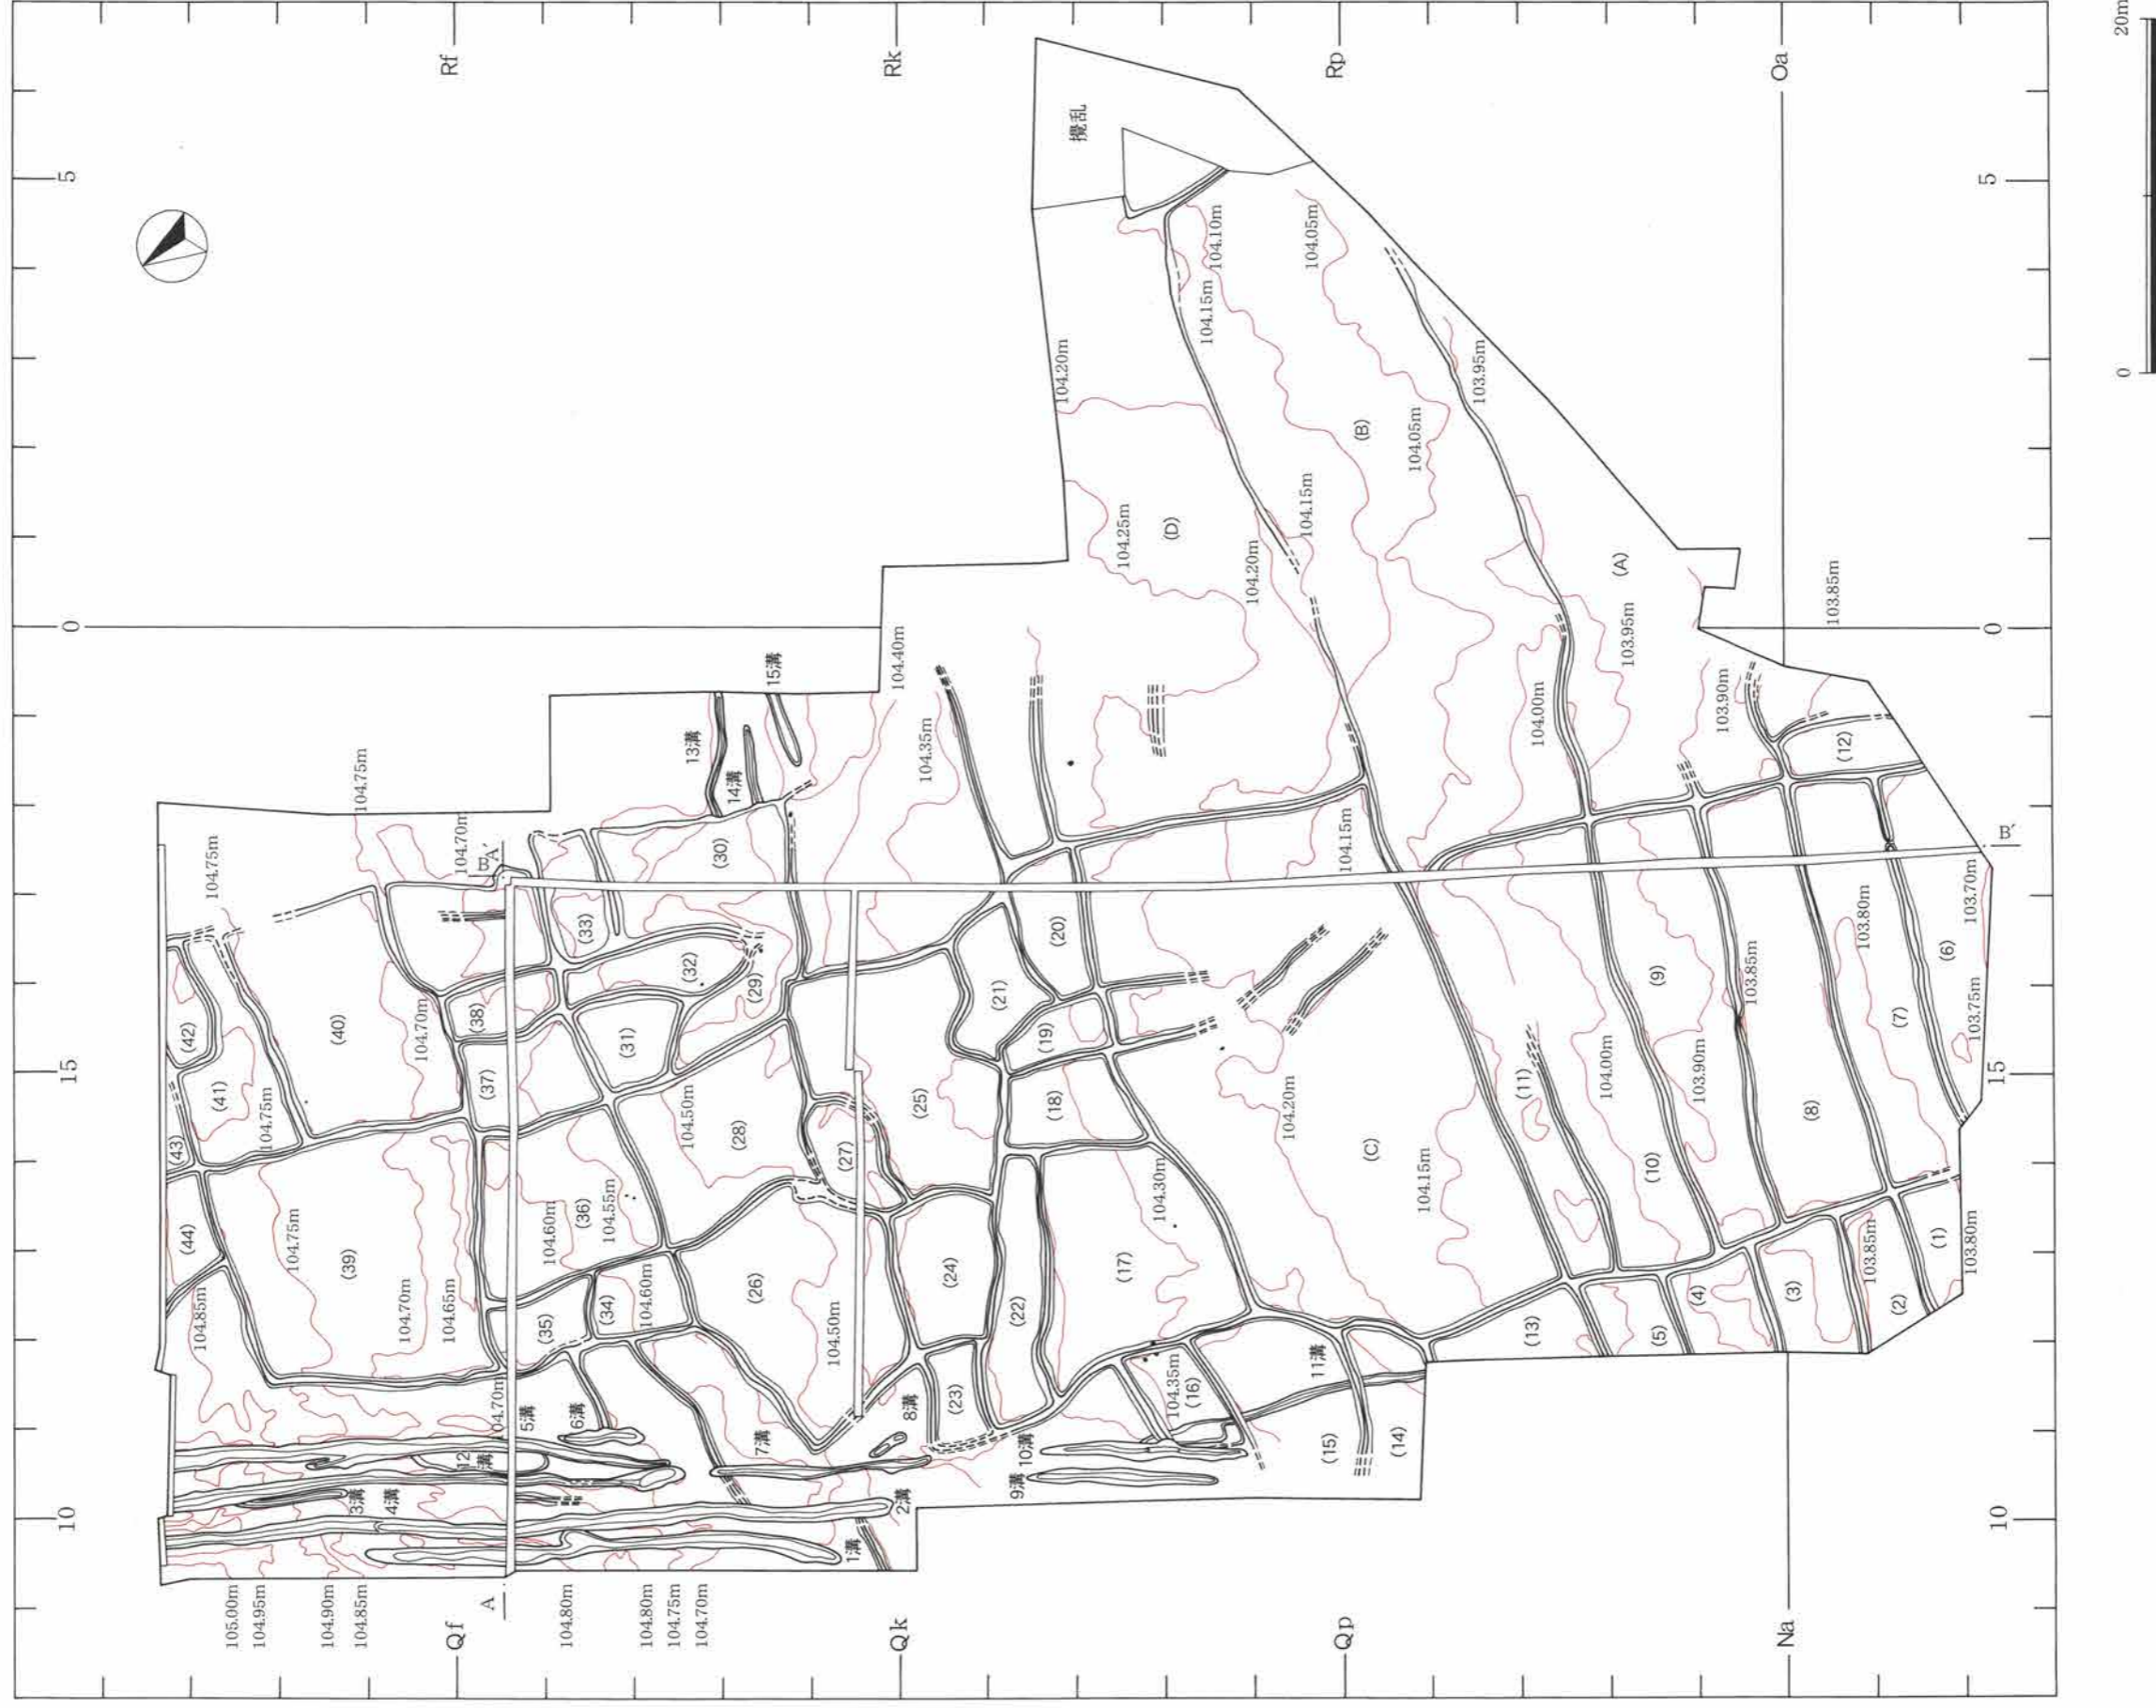 Rf
Rk
Rp
Oa
20m
0
5
5
0
0
15
15
10
10
Qf
Qk
Qp
Na
攪乱
104.10m
104.05m
104.15m
104.20m
103.95m
(B)
104.05m
104.15m
104.25m
(D)
104.20m
(A)
103.95m
103.85m
104.40m
15溝
13溝
14溝
104.35m
104.00m
103.90m
(12)
104.75m
104.70m
104.75m
B
A′
(30)
104.15m
B′
103.70m
(33)
(20)
103.80m
(6)
(32)
(29)
(21)
(9)
103.85m
(42)
(40)
104.70m
(38)
(31)
(19)
(7)
103.75m
(41)
104.75m
(37)
104.50m
(28)
(25)
(18)
104.20m
(11)
104.00m
103.90m
(8)
(43)
(27)
(C)
(10)
104.15m
104.30m
(44)
104.75m
(39)
104.60m
(36)
104.55m
(26)
(24)
(17)
(1)
103.80m
103.85m
104.85m
104.70m
104.65m
(35)
(34)
104.60m
104.50m
(22)
(13)
(5)
(4)
(3)
(2)
104.70m
5溝
6溝
7溝
8溝
(23)
10溝
104.35m
(16)
11溝
(15)
(14)
12溝
3溝
4溝
9溝
2溝
1溝
A
105.00m
104.95m
104.90m
104.85m
104.80m
104.80m
104.75m
104.70m